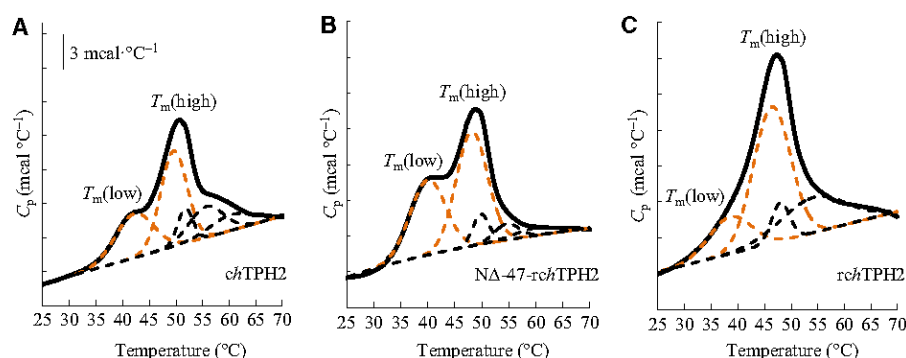 A
3 mcal·°C⁻¹
Tm(high)
Tm(low)
Cp (mcal °C⁻¹)
chTPH2
25 30 35 40 45 50 55 60 65 70
Temperature (°C)
B
Tm(high)
Tm(low)
Cp (mcal °C⁻¹)
NΔ-47-rchTPH2
25 30 35 40 45 50 55 60 65 70
Temperature (°C)
C
Tm(high)
Tm(low)
Cp (mcal °C⁻¹)
rchTPH2
25 30 35 40 45 50 55 60 65 70
Temperature (°C)